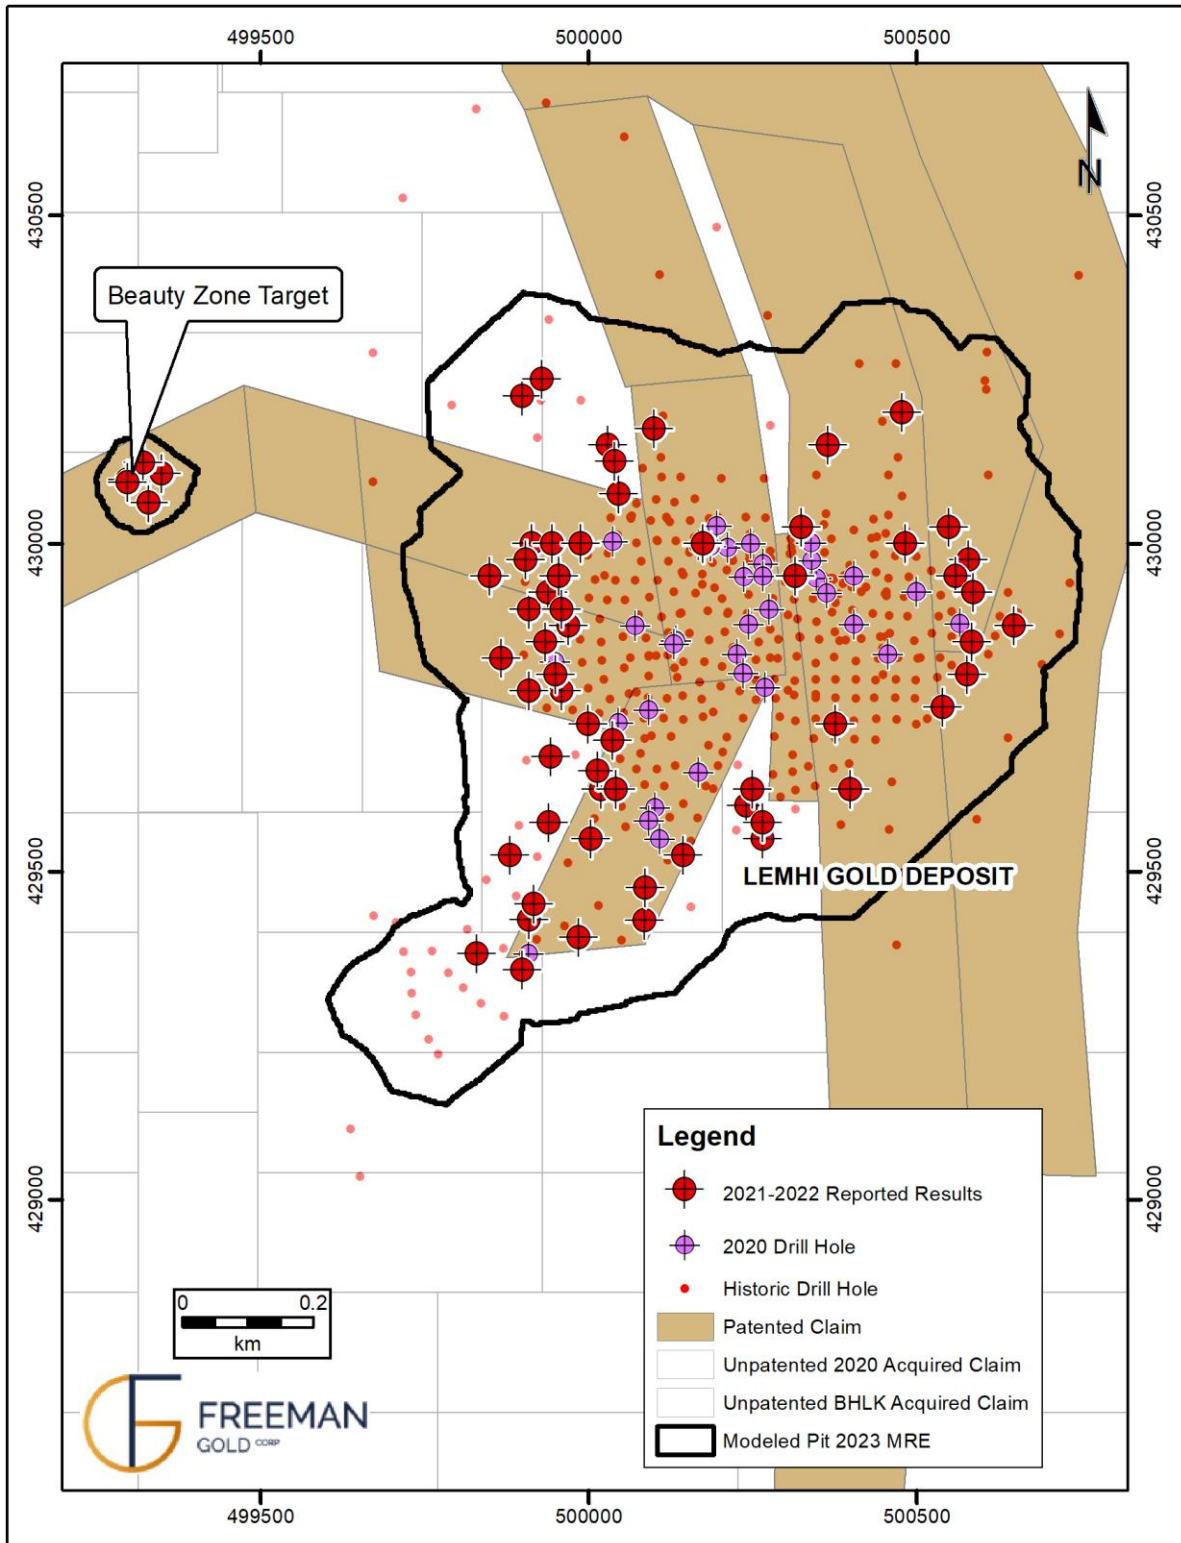 499500
500000
500500
N
430500
430500
Beauty Zone Target
430000
430000
429500
429500
LEMHI GOLD DEPOSIT
429000
429000
Legend
2021-2022 Reported Results
2020 Drill Hole
Historic Drill Hole
Patented Claim
Unpatented 2020 Acquired Claim
Unpatented BHLK Acquired Claim
Modeled Pit 2023 MRE
0
0.2
km
FREEMAN
GOLD CORP
499500
500000
500500